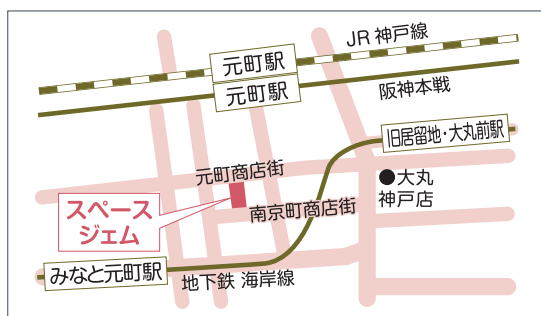 JR 神戸線
元町駅
元町駅
阪神本戦
旧居留地・大丸前駅
元町商店街
大丸
神戸店
スペース
ジェム
南京町商店街
みなと元町駅
地下鉄 海岸線